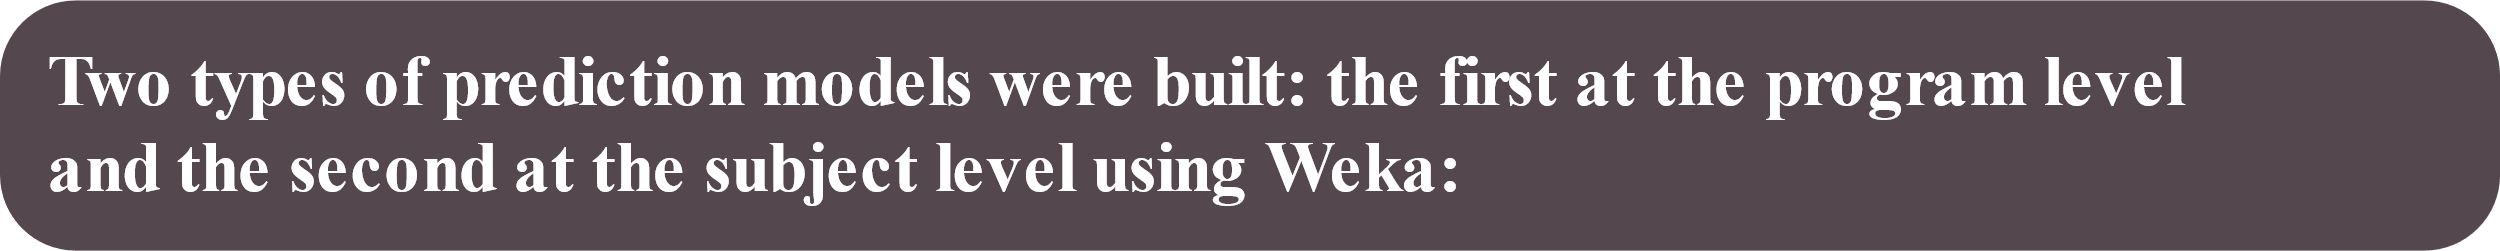 Two types of prediction models were built: the first at the program level
and the second at the subject level using Weka :